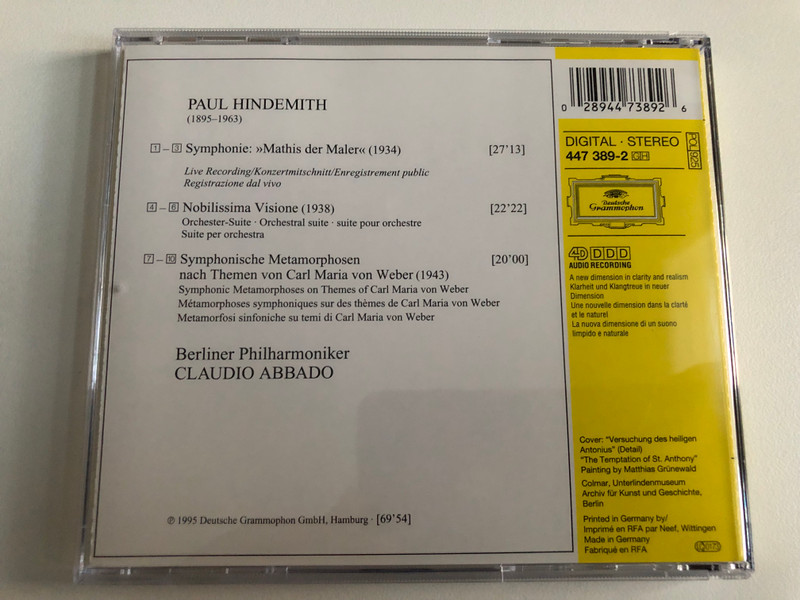 PAUL HINDEMITH
(1895–1963)
1 – 3 Symphonie: »Mathis der Maler« (1934) [27'13]
Live Recording/Konzertmitschnitt/Enregistrement public
Registrazione dal vivo
4 – 6 Nobilissima Visione (1938) [22'22]
Orchester-Suite · Orchestral suite · suite pour orchestre
Suite per orchestra
7 – 10 Symphonische Metamorphosen [20'00]
nach Themen von Carl Maria von Weber (1943)
Symphonic Metamorphoses on Themes of Carl Maria von Weber
Métamorphoses symphoniques sur des thèmes de Carl Maria von Weber
Metamorfosi sinfoniche su temi di Carl Maria von Weber
Berliner Philharmoniker
CLAUDIO ABBADO
℗ 1995 Deutsche Grammophon GmbH, Hamburg · [69'54]
0 28944 73892 6
DIGITAL · STEREO
447 389-2 GH
POL 925
Deutsche
Grammophon
4D DDD
AUDIO RECORDING
A new dimension in clarity and realism
Klarheit und Klangtreue in neuer
Dimension
Une nouvelle dimension dans la clarté
et le naturel
La nuova dimensione di un suono
limpido e naturale
Cover: "Versuchung des heiligen
Antonius" (Detail)
"The Temptation of St. Anthony"
Painting by Matthias Grünewald
Colmar, Unterlindenmuseum
Archiv für Kunst und Geschichte,
Berlin
Printed in Germany by/
Imprimé en RFA par Neef, Wittingen
Made in Germany
Fabriqué en RFA